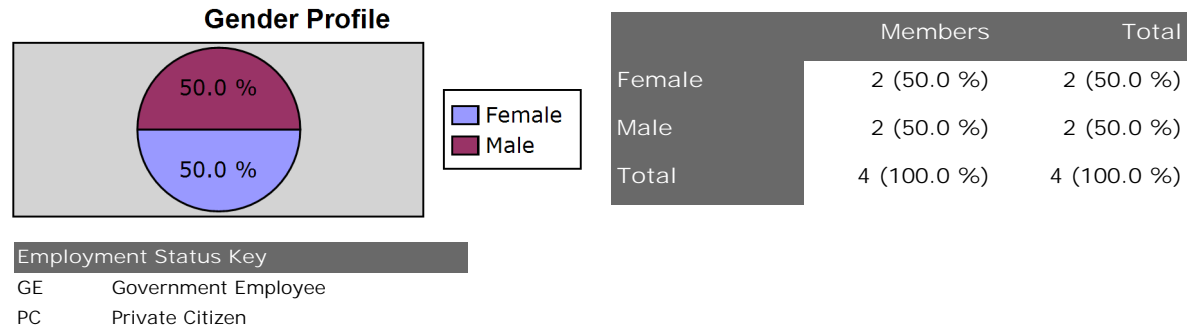 Gender Profile
50.0 %
50.0 %
Female
Male
Members Total
Female 2 (50.0 %) 2 (50.0 %)
Male 2 (50.0 %) 2 (50.0 %)
Total 4 (100.0 %) 4 (100.0 %)
Employment Status Key
GE Government Employee
PC Private Citizen